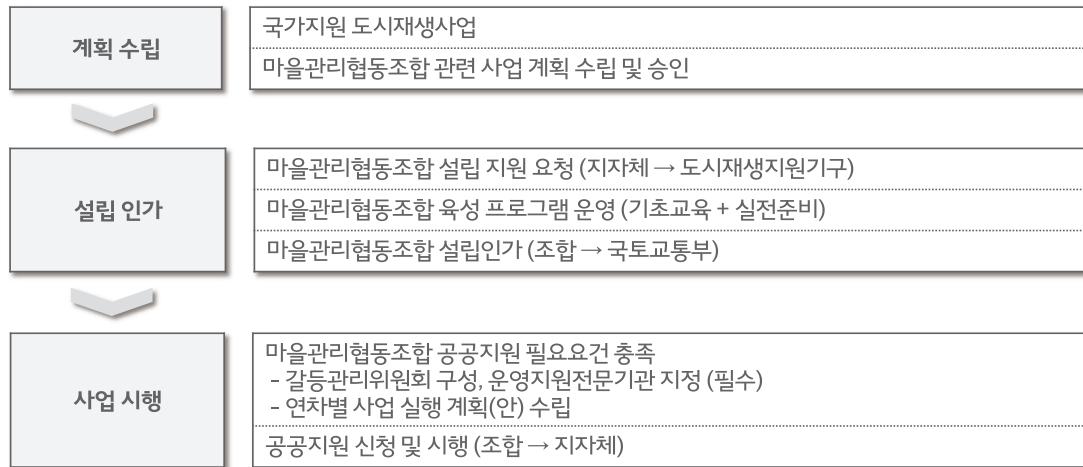 계획 수립
국가지원 도시재생사업
마을관리협동조합 관련 사업 계획 수립 및 승인
설립 인가
마을관리협동조합 설립 지원 요청 (지자체 → 도시재생지원기구)
마을관리협동조합 육성 프로그램 운영 (기초교육 + 실전준비)
마을관리협동조합 설립인가 (조합 → 국토교통부)
사업 시행
마을관리협동조합 공공지원 필요요건 충족
- 갈등관리위원회 구성, 운영지원전문기관 지정 (필수)
- 연차별 사업 실행 계획(안) 수립
공공지원 신청 및 시행 (조합 → 지자체)